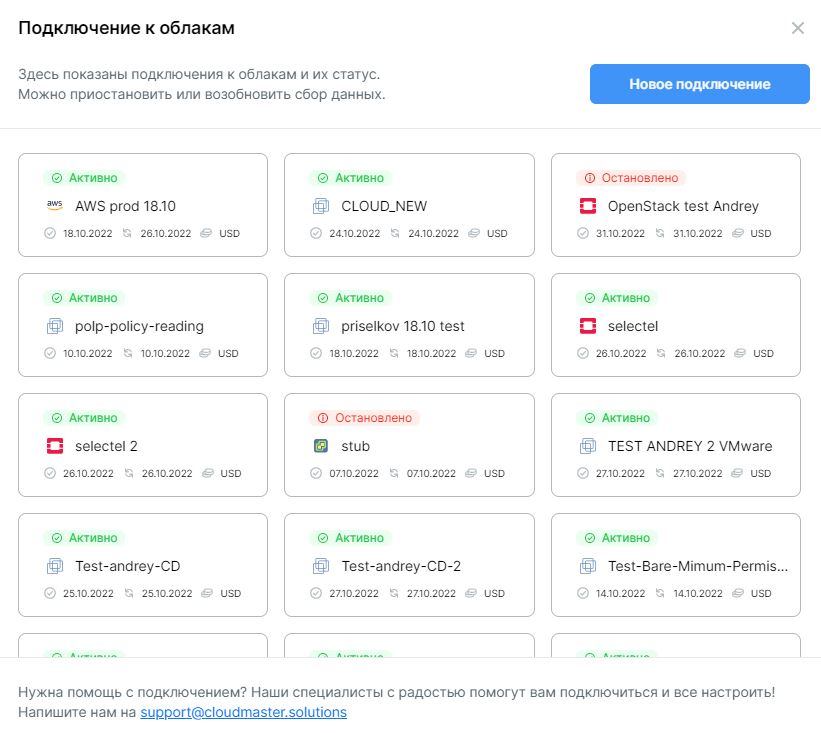 Подключение к облакам
Здесь показаны подключения к облакам и их статус.
Можно приостановить или возобновить сбор данных.
Новое подключение
Активно
aws AWS prod 18.10
18.10.2022 26.10.2022 USD
Активно
CLOUD_NEW
24.10.2022 24.10.2022 USD
Остановлено
OpenStack test Andrey
31.10.2022 31.10.2022 USD
Активно
polp-policy-reading
10.10.2022 10.10.2022 USD
Активно
priselkov 18.10 test
18.10.2022 18.10.2022 USD
Активно
selectel
26.10.2022 26.10.2022 USD
Активно
selectel 2
26.10.2022 26.10.2022 USD
Остановлено
stub
07.10.2022 07.10.2022 USD
Активно
TEST ANDREY 2 VMware
27.10.2022 27.10.2022 USD
Активно
Test-andrey-CD
25.10.2022 25.10.2022 USD
Активно
Test-andrey-CD-2
27.10.2022 27.10.2022 USD
Активно
Test-Bare-Mimum-Permis...
14.10.2022 14.10.2022 USD
Активно
Активно
Активно
Нужна помощь с подключением? Наши специалисты с радостью помогут вам подключиться и все настроить!
Напишите нам на support@cloudmaster.solutions